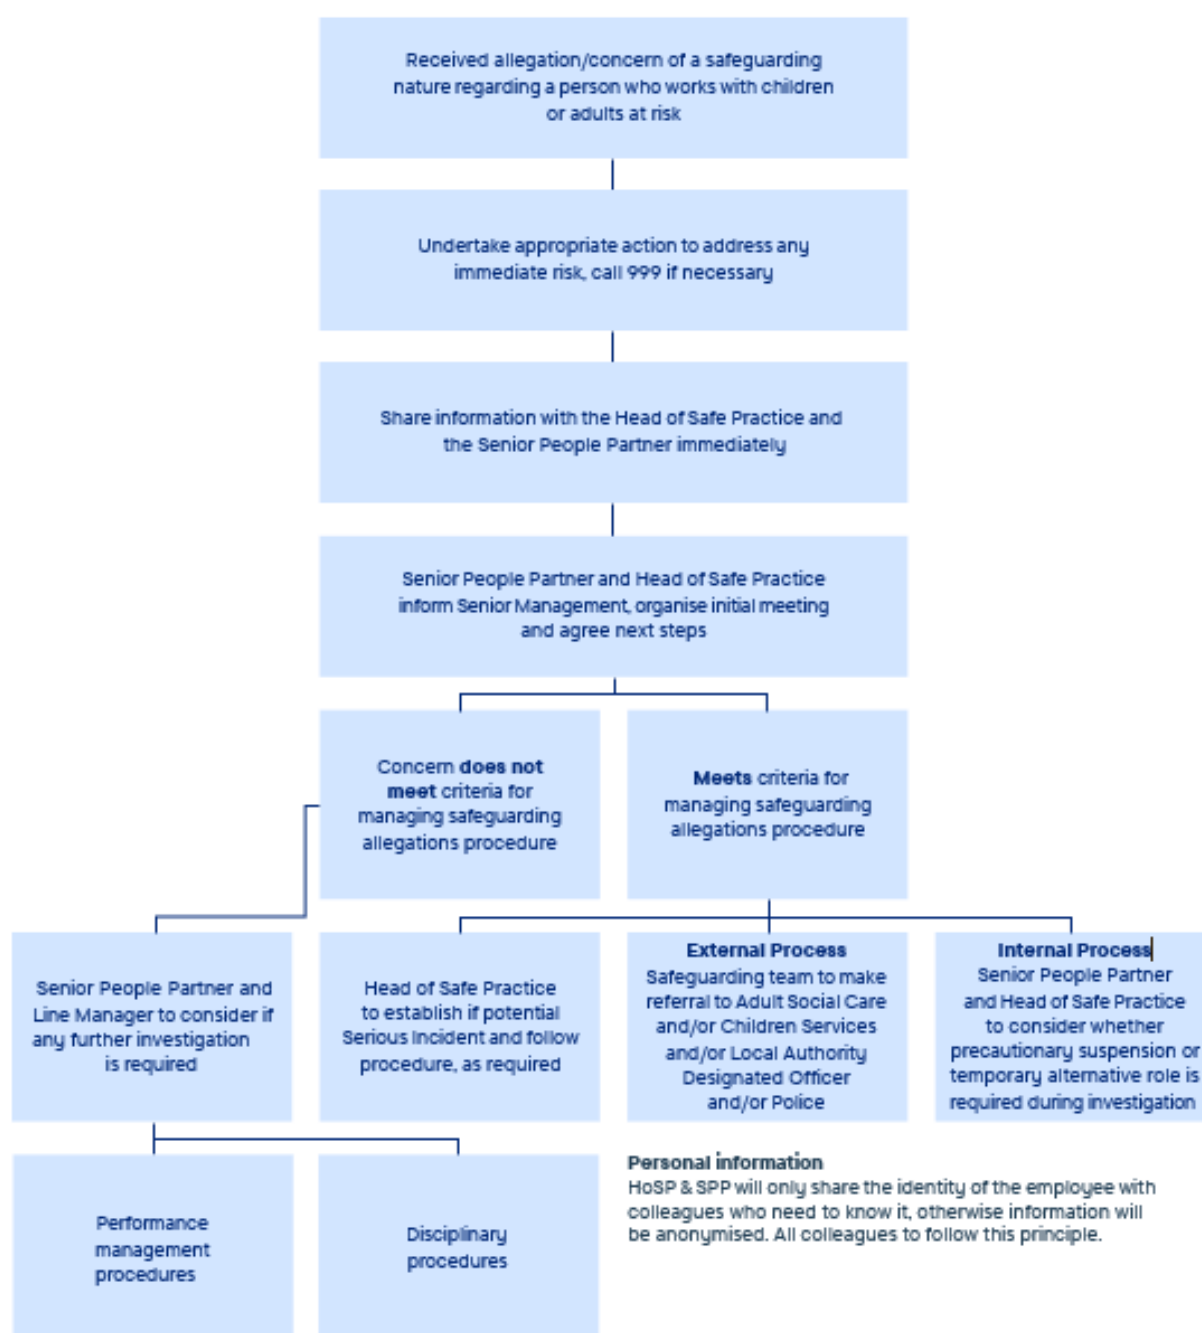 Received allegation/concern of a safeguarding
nature regarding a person who works with children
or adults at risk
Undertake appropriate action to address any
immediate risk, call 999 if necessary
Share information with the Head of Safe Practice and
the Senior People Partner immediately
Senior People Partner and Head of Safe Practice
inform Senior Management, organise initial meeting
and agree next steps
Concern does not
meet criteria for
managing safeguarding
allegations procedure
Meets criteria for
managing safeguarding
allegations procedure
Senior People Partner and
Line Manager to consider if
any further investigation
is required
Head of Safe Practice
to establish if potential
Serious Incident and follow
procedure, as required
External Process
Safeguarding team to make
referral to Adult Social Care
and/or Children Services
and/or Local Authority
Designated Officer
and/or Police
Internal Process
Senior People Partner
and Head of Safe Practice
to consider whether
precautionary suspension or
temporary alternative role is
required during investigation
Performance
management
procedures
Disciplinary
procedures
Personal information
HoSP & SPP will only share the identity of the employee with
colleagues who need to know it, otherwise information will
be anonymised. All colleagues to follow this principle.